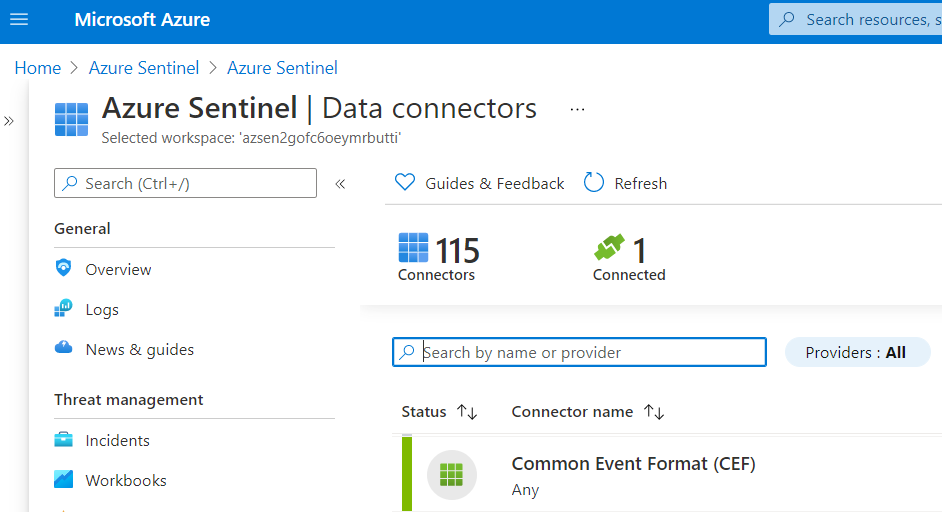 Microsoft Azure
Search resources, s
Home > Azure Sentinel > Azure Sentinel
Azure Sentinel | Data connectors ...
Selected workspace: 'azsen2gofc6oeymrbutti'
Search (Ctrl+/)
General
Overview
Logs
News & guides
Threat management
Incidents
Workbooks
Guides & Feedback
Refresh
115
Connectors
1
Connected
Search by name or provider
Providers : All
Status
Connector name
Common Event Format (CEF)
Any